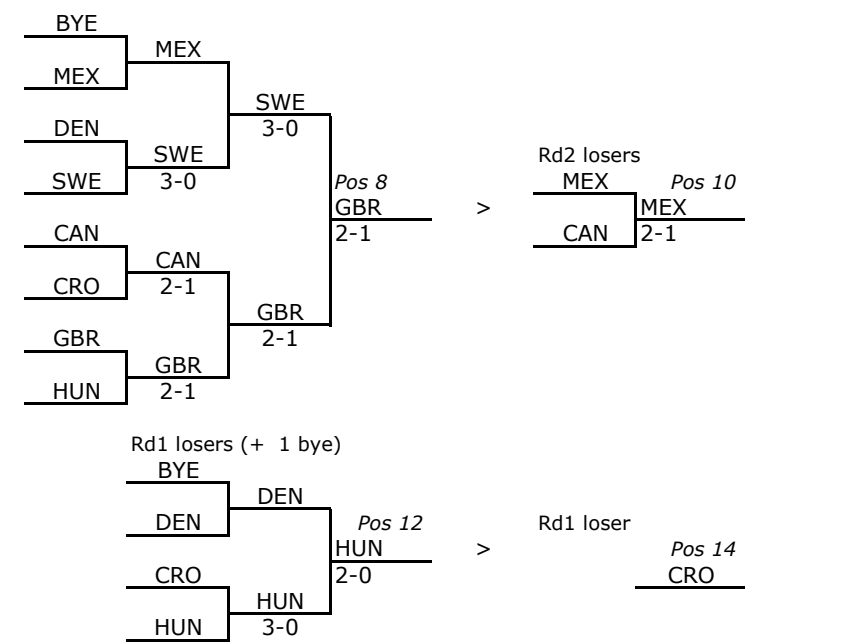 BYE
MEX
MEX
SWE
DEN
3-0
SWE
Rd2 losers
SWE
3-0
Pos 8
MEX
Pos 10
GBR
>
MEX
CAN
2-1
CAN
2-1
CAN
CRO
2-1
GBR
GBR
2-1
GBR
HUN
2-1
Rd1 losers (+ 1 bye)
BYE
DEN
DEN
Pos 12
Rd1 loser
HUN
>
Pos 14
CRO
2-0
CRO
HUN
HUN
3-0